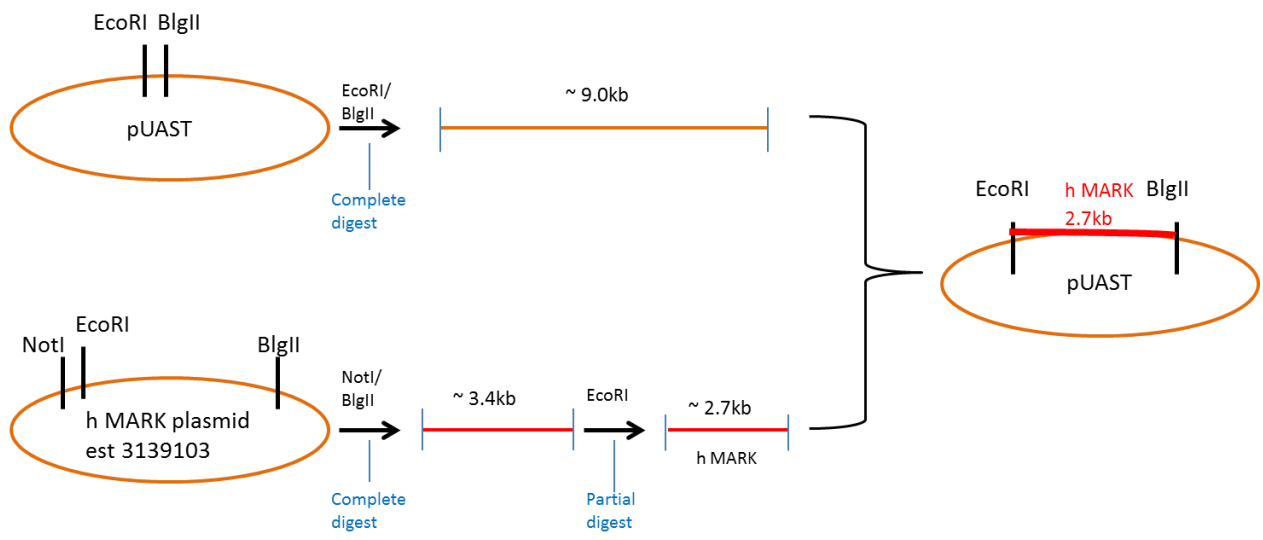 EcoRI BlgII
pUAST
EcoRI/
BlgII
Complete
digest
~ 9.0kb
NotI
EcoRI
BlgII
h MARK plasmid
est 3139103
NotI/
BlgII
Complete
digest
~ 3.4kb
EcoRI
Partial
digest
~ 2.7kb
h MARK
EcoRI
h MARK
2.7kb
BlgII
pUAST